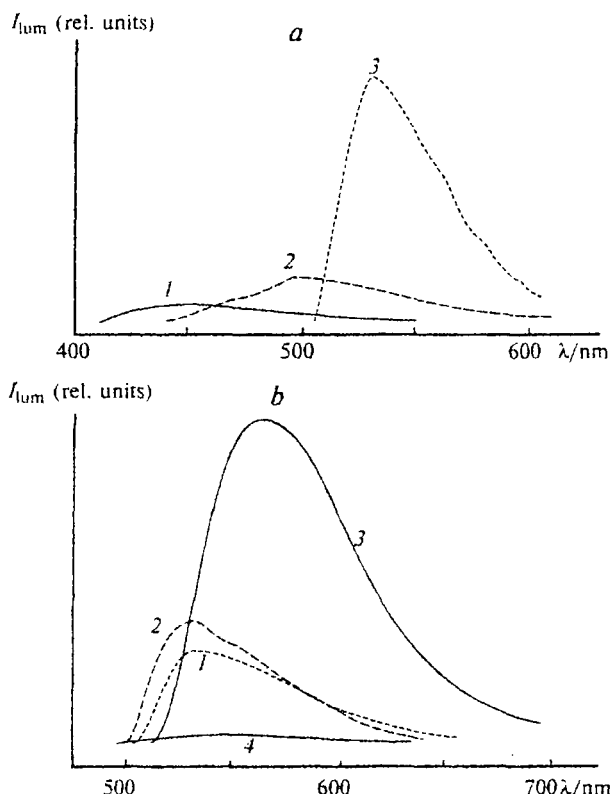 I_lum (rel. units)
a
3
2
1
400 500 600 λ/nm
I_lum (rel. units)
b
3
2
1
4
500 600 700 λ/nm